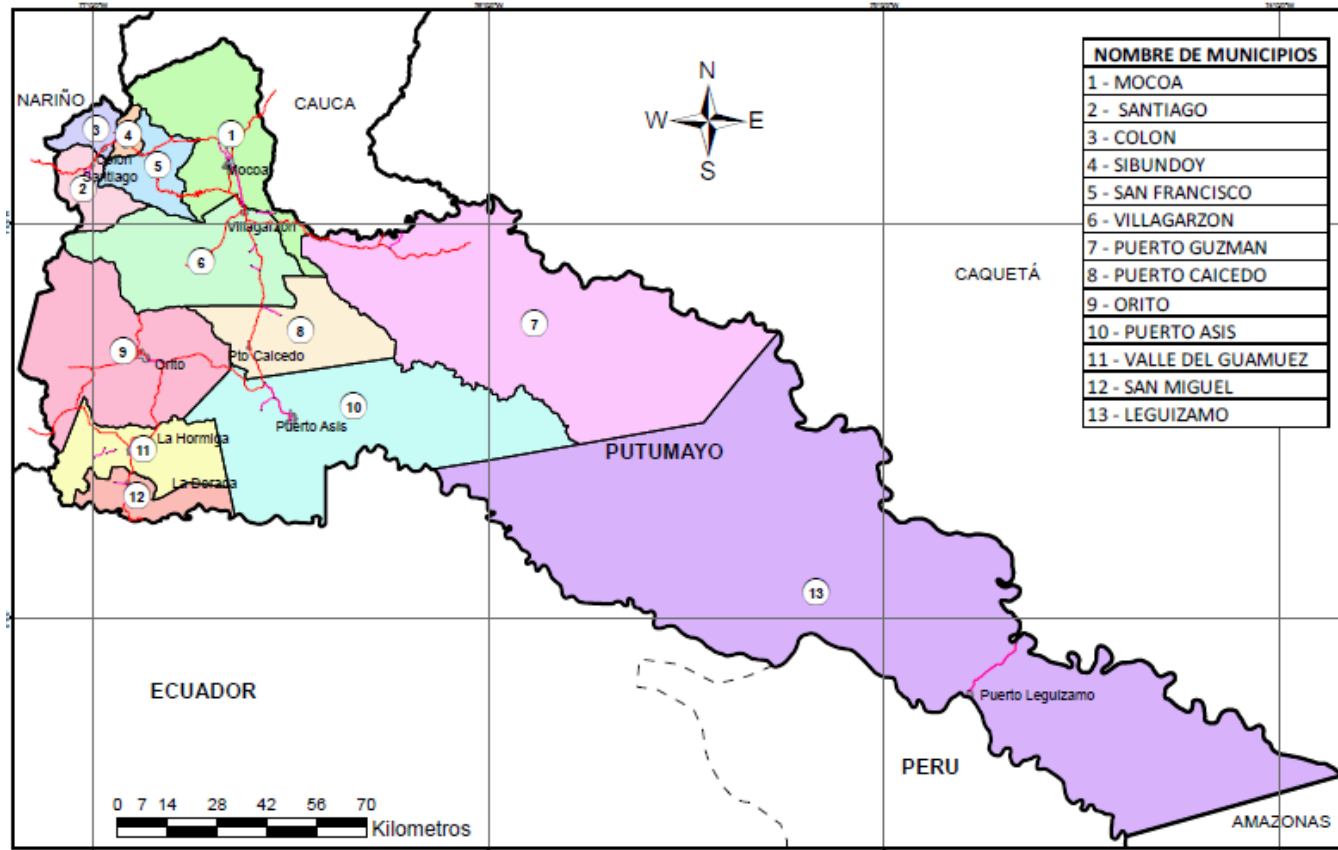 NOMBRE DE MUNICIPIOS
1 - MOCOA
2 - SANTIAGO
3 - COLON
4 - SIBUNDOY
5 - SAN FRANCISCO
6 - VILLAGARZON
7 - PUERTO GUZMAN
8 - PUERTO CAICEDO
9 - ORITO
10 - PUERTO ASIS
11 - VALLE DEL GUAMUEZ
12 - SAN MIGUEL
13 - LEGUIZAMO
N
W E
S
NARIÑO
CAUCA
3
4
1
5
Colon
Mocoa
Santiago
2
Villagarzon
6
CAQUETÁ
7
8
9
Pto Caicedo
Orito
10
Puerto Asis
La Hormiga
11
PUTUMAYO
La Dorada
12
13
ECUADOR
Puerto Leguizamo
PERU
0 7 14 28 42 56 70
Kilometros
AMAZONAS